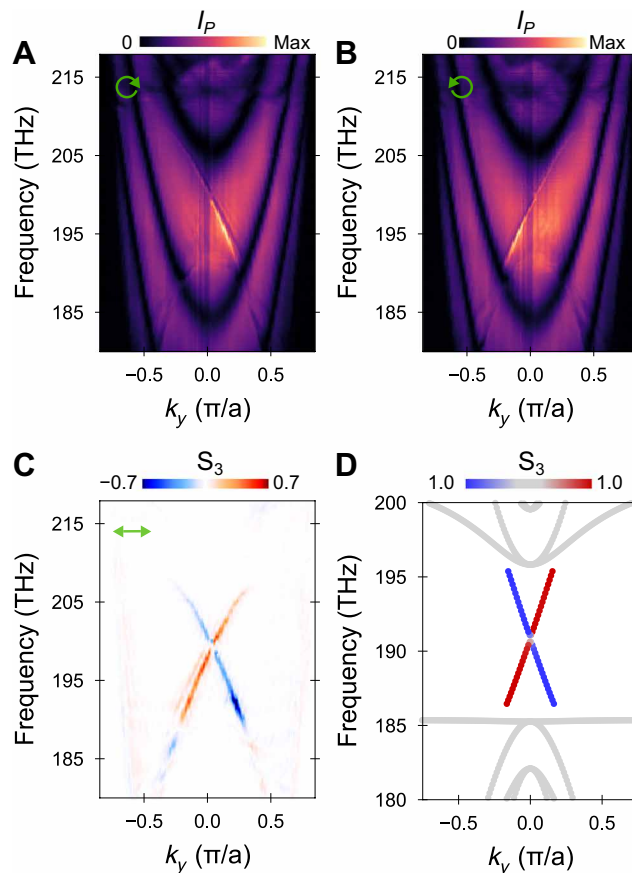 I_P
0 Max
A
Frequency (THz)
215
205
195
185
−0.5 0.0 0.5
k_y (π/a)
I_P
0 Max
B
Frequency (THz)
215
205
195
185
−0.5 0.0 0.5
k_y (π/a)
S₃
−0.7 0.7
C
Frequency (THz)
215
205
195
185
−0.5 0.0 0.5
k_y (π/a)
S₃
1.0 1.0
D
Frequency (THz)
200
195
190
185
180
−0.5 0.0 0.5
k_y (π/a)